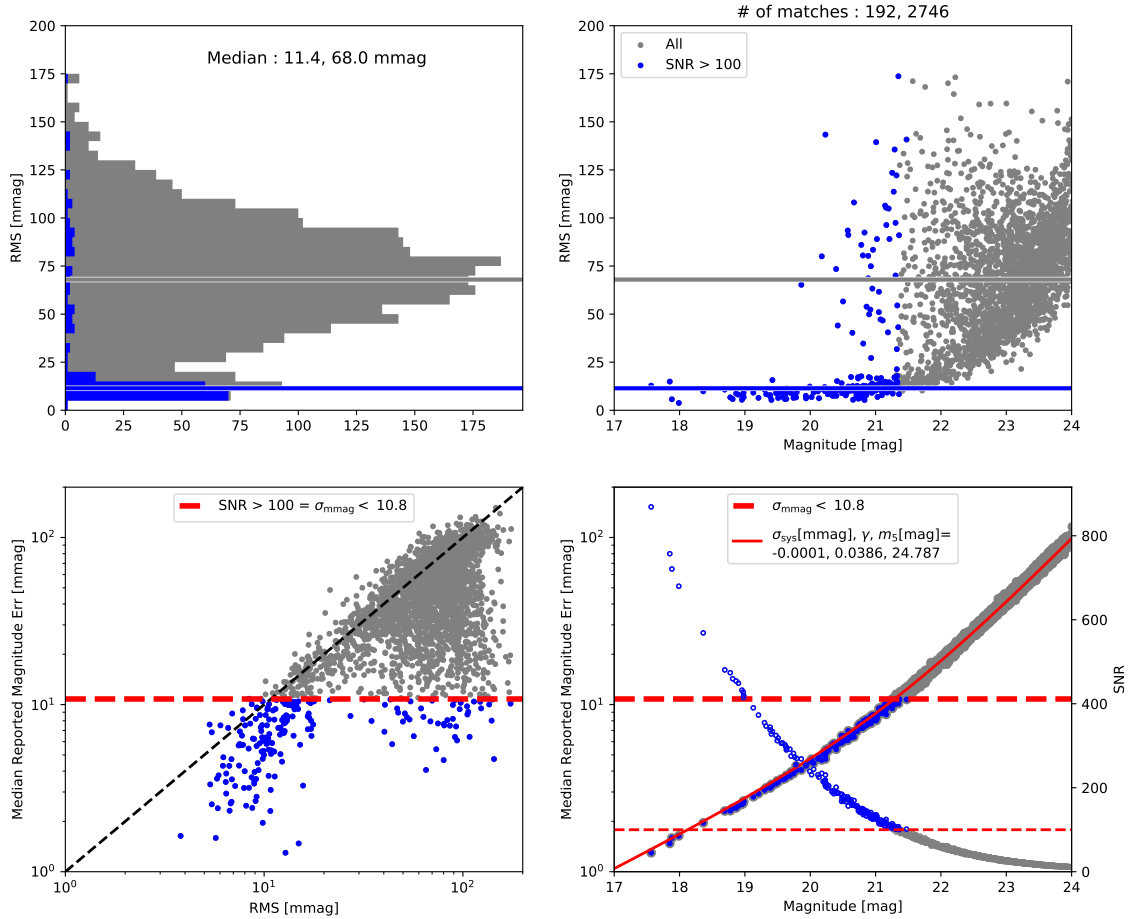 # of matches : 192, 2746
Median : 11.4, 68.0 mmag
All
SNR > 100
RMS [mmag]
200
175
150
125
100
75
50
25
0
0 25 50 75 100 125 150 175
RMS [mmag]
200
175
150
125
100
75
50
25
0
17 18 19 20 21 22 23 24
Magnitude [mag]
SNR > 100 = σmmag < 10.8
Median Reported Magnitude Err [mmag]
10²
10¹
10⁰
10⁰ 10¹ 10²
RMS [mmag]
σmmag < 10.8
σsys[mmag], γ, m₅[mag]=
-0.0001, 0.0386, 24.787
Median Reported Magnitude Err [mmag]
10²
10¹
10⁰
17 18 19 20 21 22 23 24
Magnitude [mag]
800
600
400
200
0
SNR